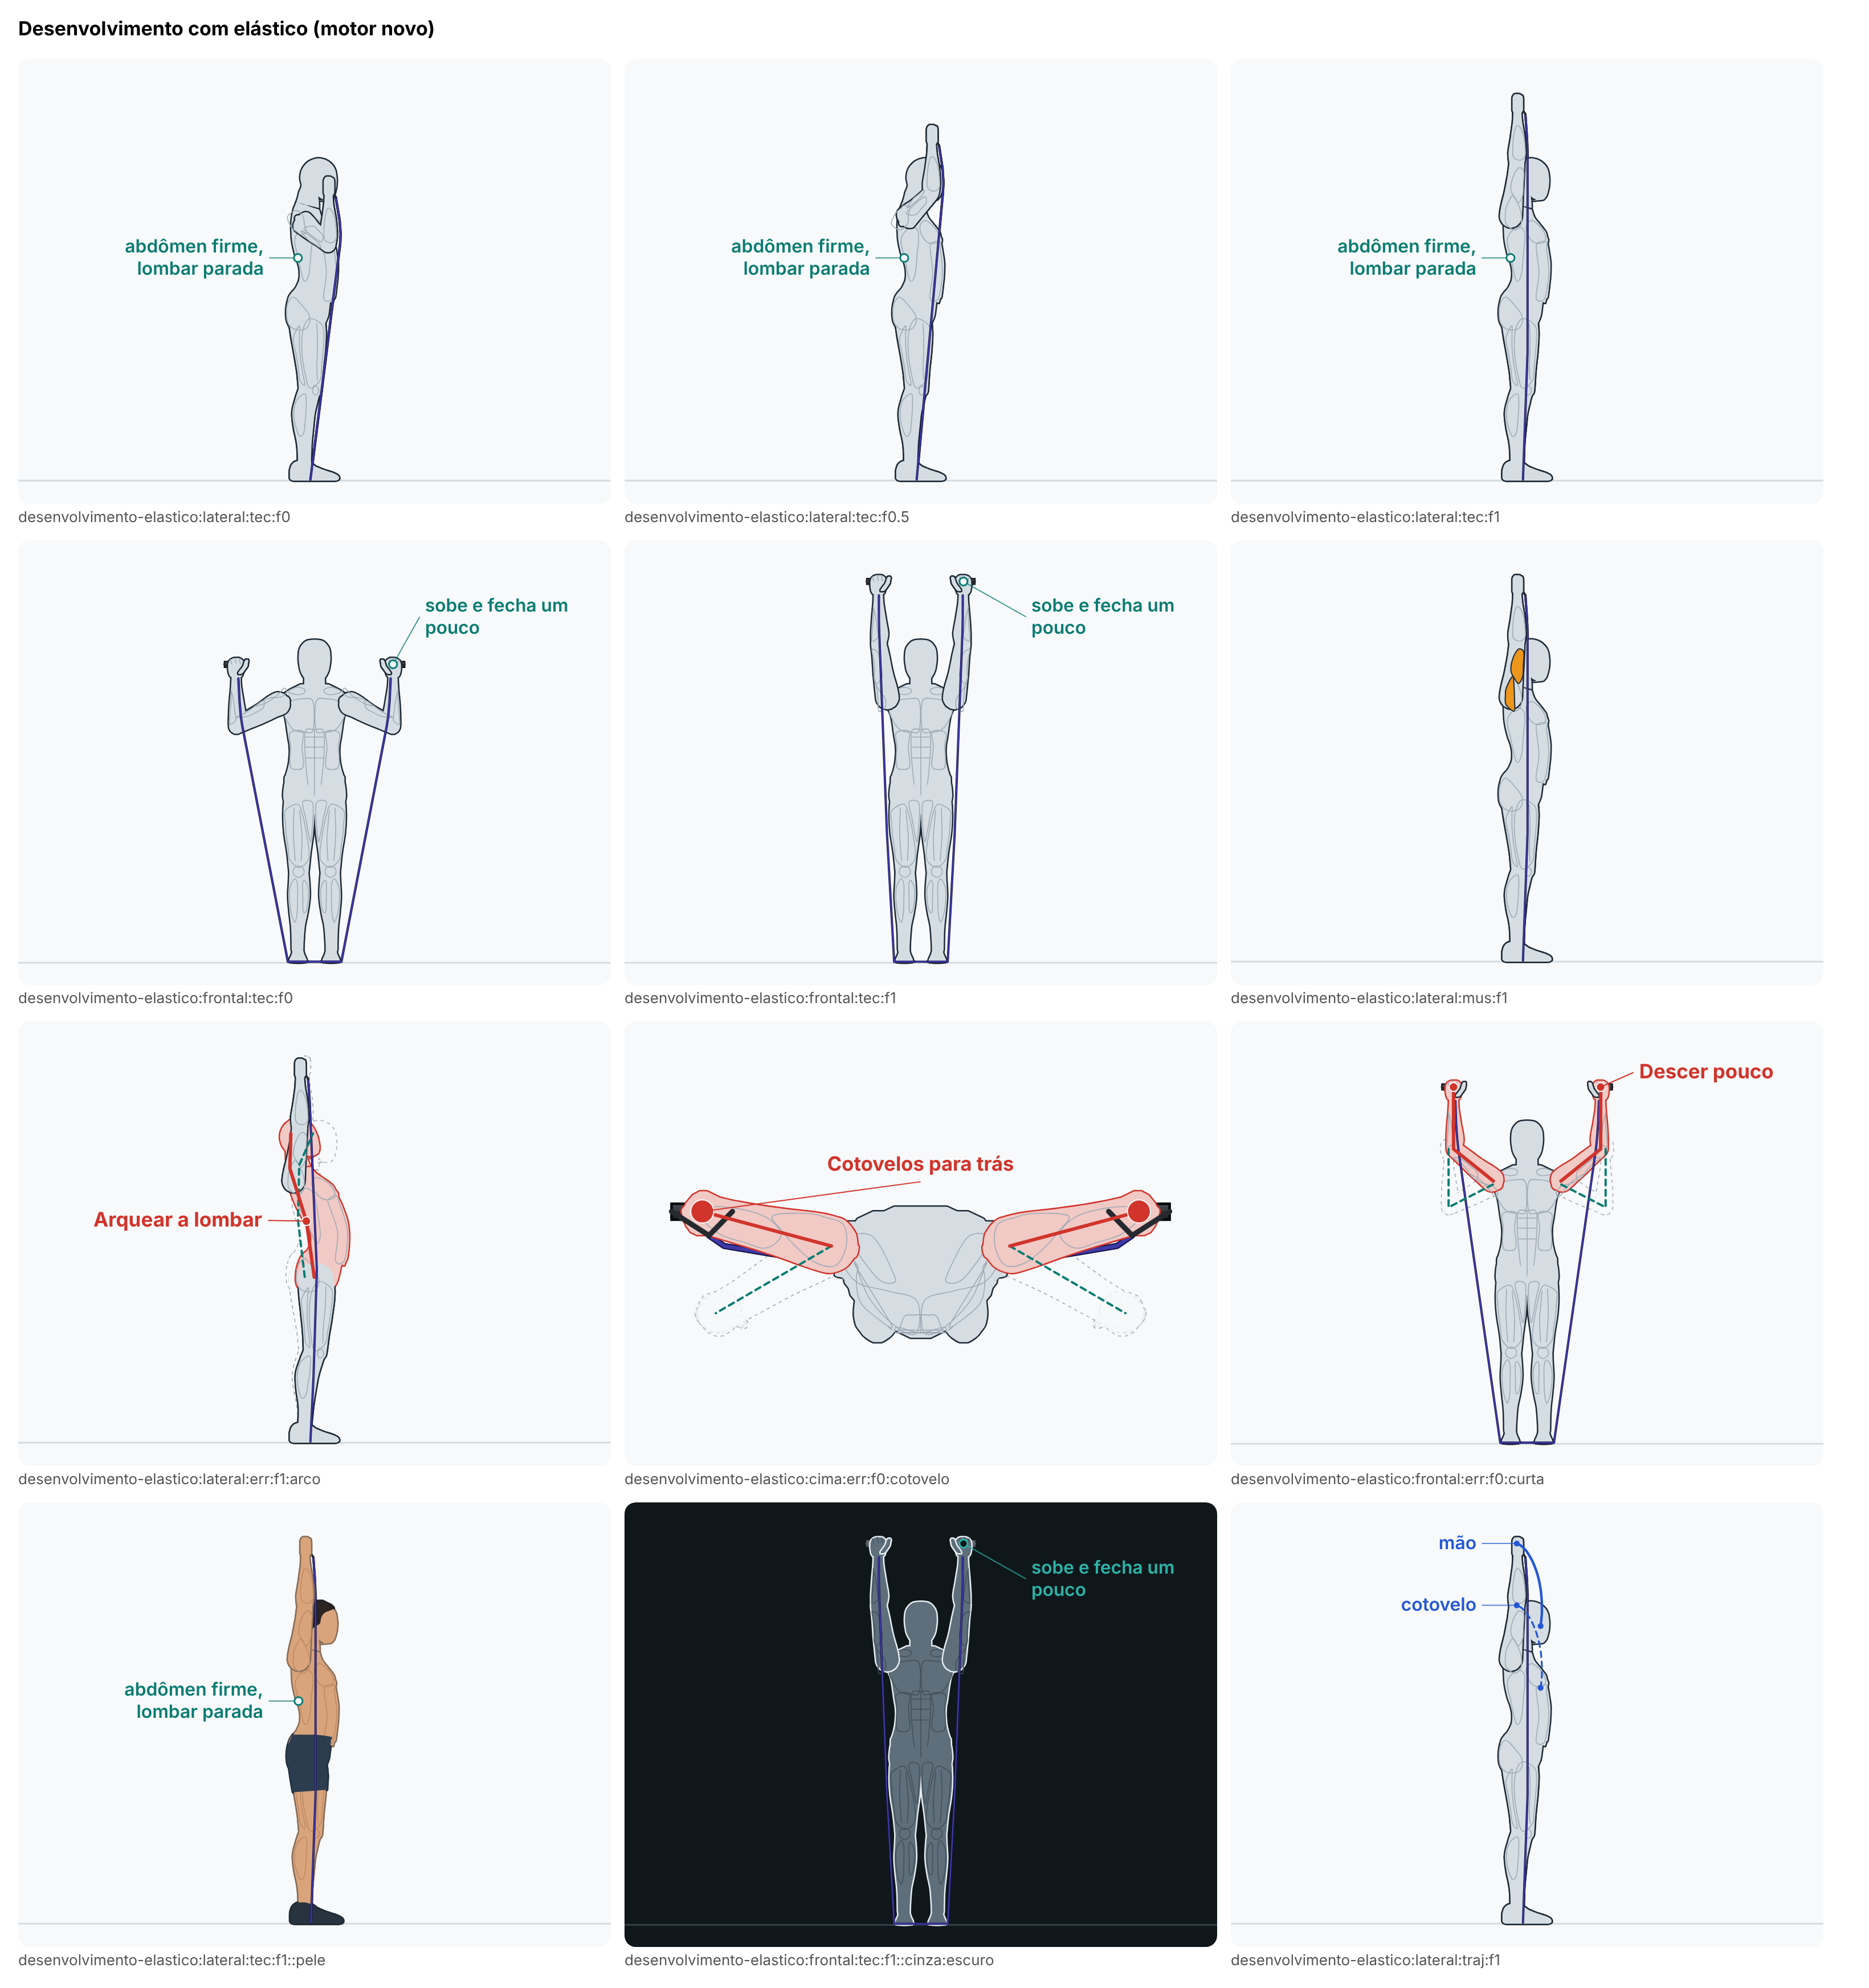 Desenvolvimento com elástico (motor novo)
abdômen firme,
lombar parada
desenvolvimento-elastico:lateral:tec:f0
abdômen firme,
lombar parada
desenvolvimento-elastico:lateral:tec:f0.5
abdômen firme,
lombar parada
desenvolvimento-elastico:lateral:tec:f1
sobe e fecha um
pouco
desenvolvimento-elastico:frontal:tec:f0
sobe e fecha um
pouco
desenvolvimento-elastico:frontal:tec:f1
desenvolvimento-elastico:lateral:mus:f1
Arquear a lombar
desenvolvimento-elastico:lateral:err:f1:arco
Cotovelos para trás
desenvolvimento-elastico:cima:err:f0:cotovelo
Descer pouco
desenvolvimento-elastico:frontal:err:f0:curta
abdômen firme,
lombar parada
desenvolvimento-elastico:lateral:tec:f1::pele
sobe e fecha um
pouco
desenvolvimento-elastico:frontal:tec:f1::cinza:escuro
mão
cotovelo
desenvolvimento-elastico:lateral:traj:f1